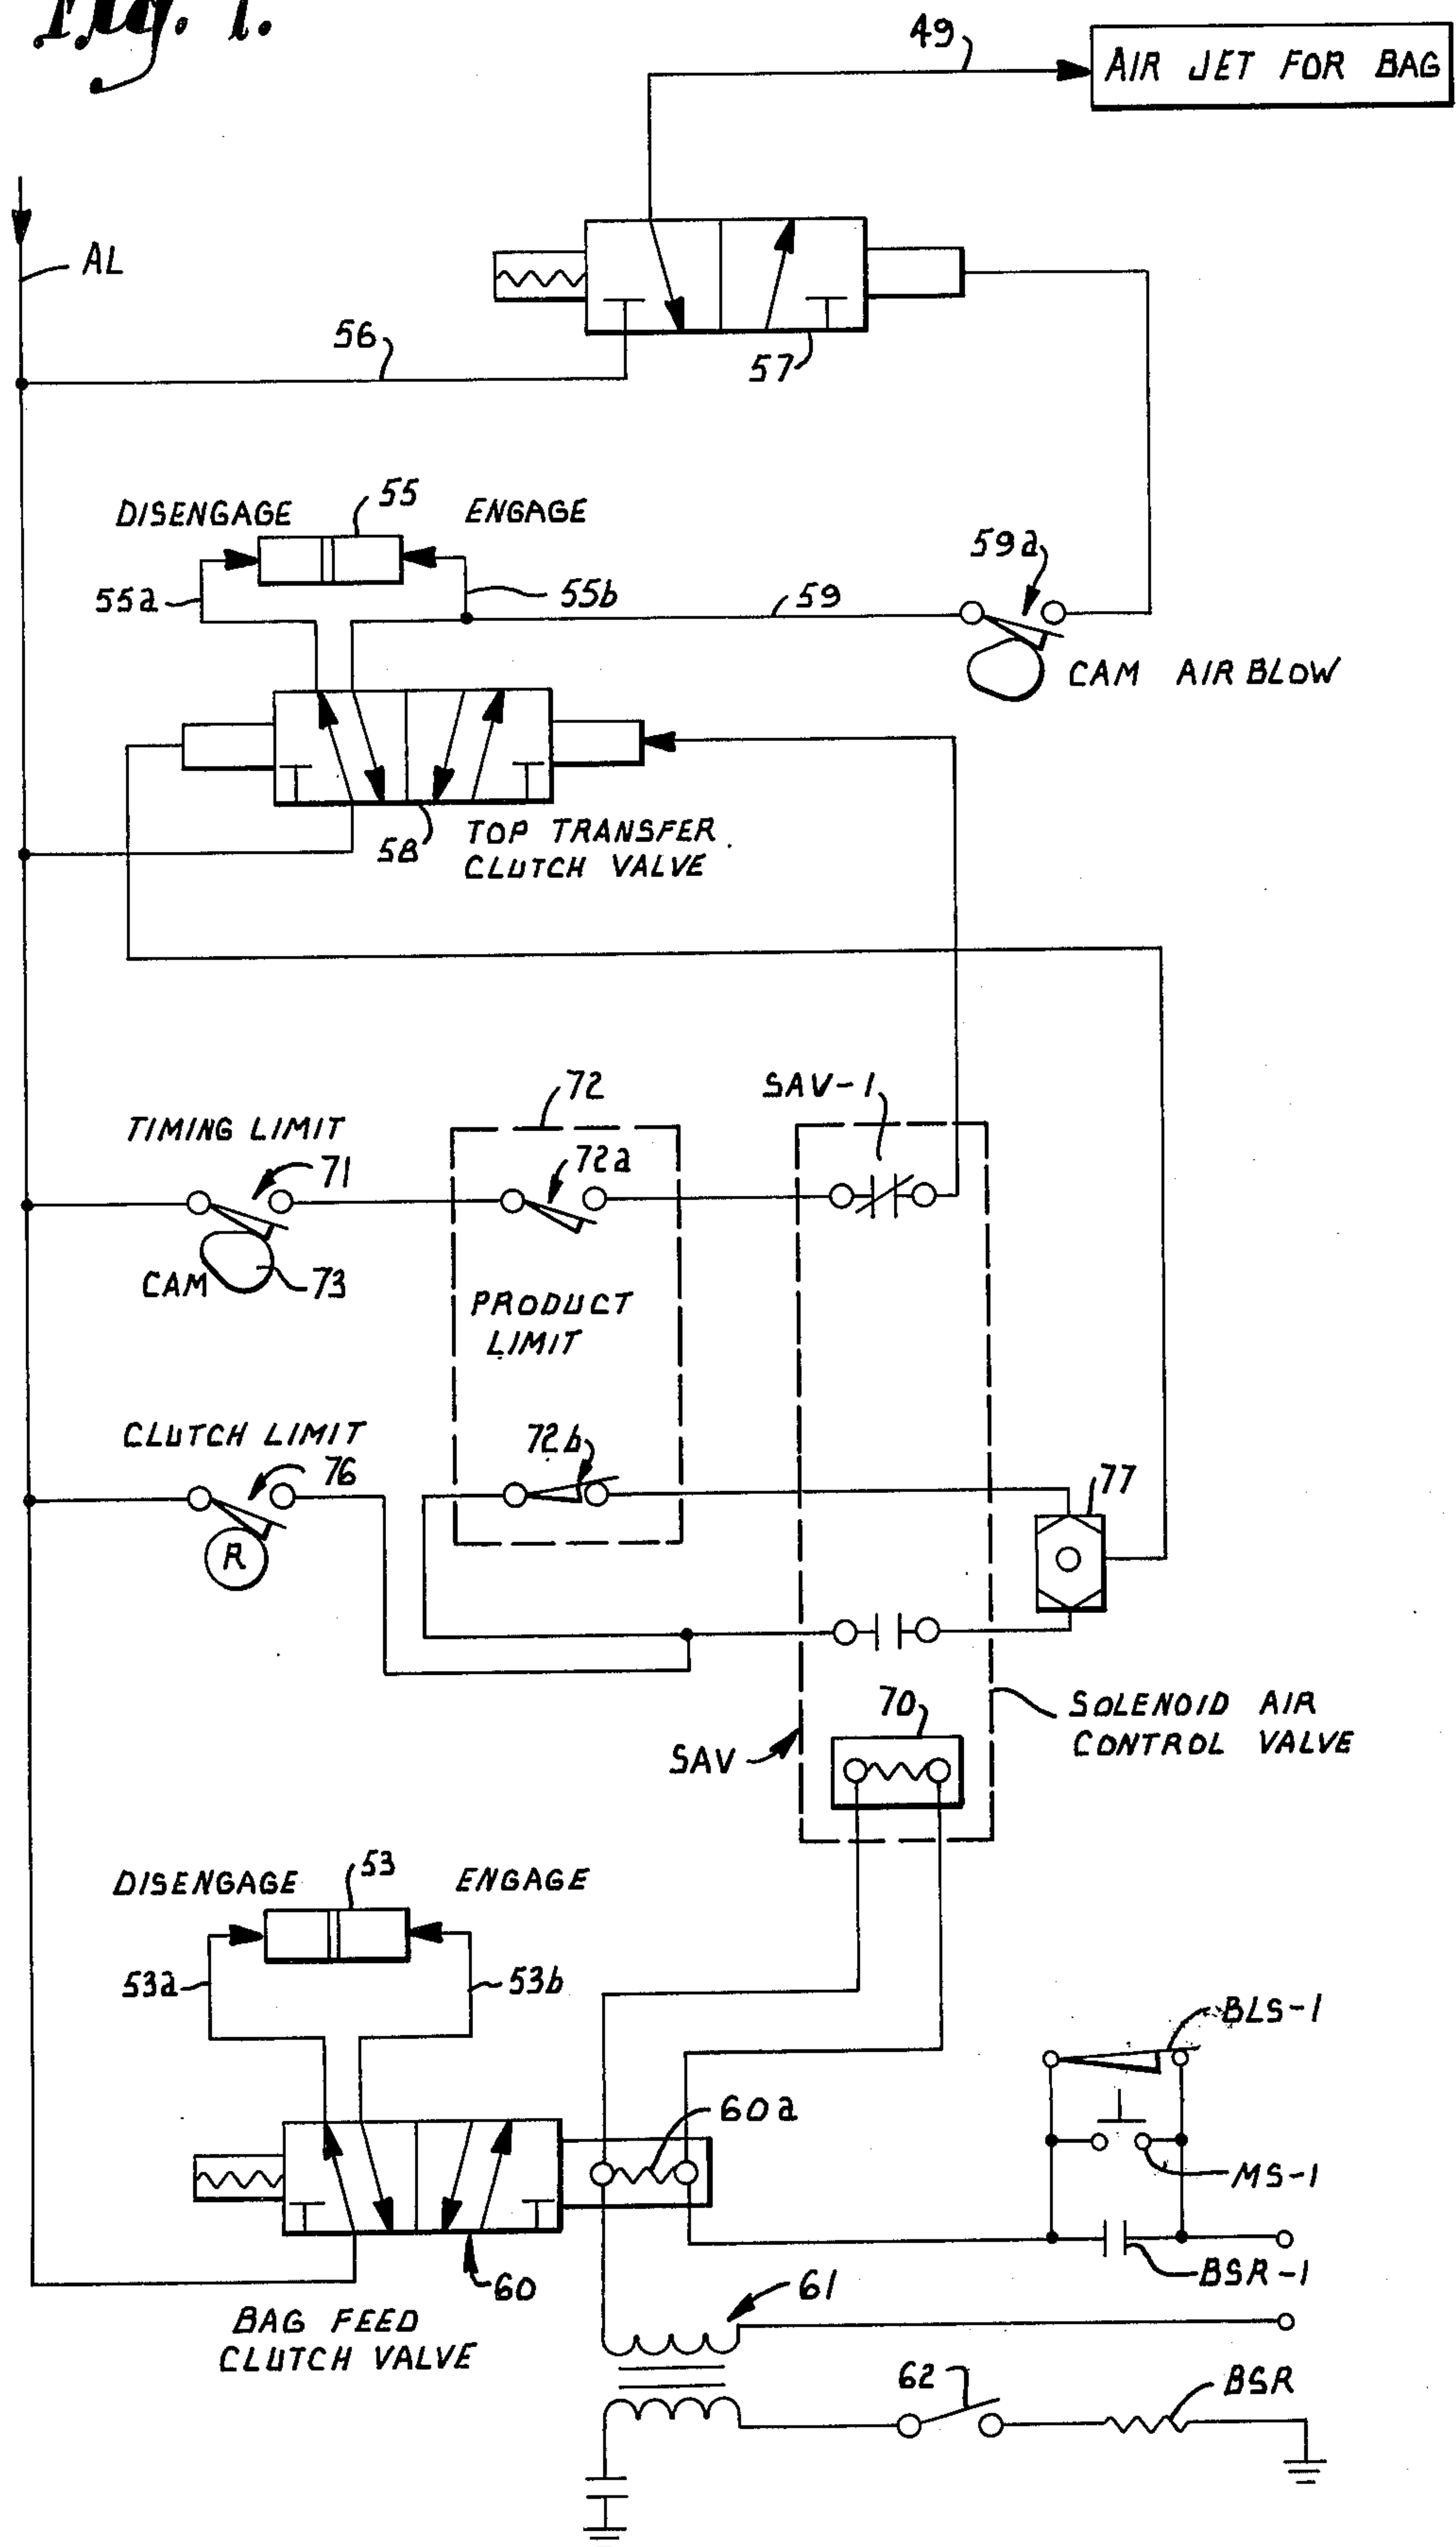 Fig. 1.
49
AIR JET FOR BAG
AL
56
57
DISENGAGE
55
ENGAGE
59a
55a
55b
59
CAM AIR BLOW
58
TOP TRANSFER
CLUTCH VALVE
72
SAV-1
TIMING LIMIT
71
72a
CAM
73
PRODUCT
LIMIT
CLUTCH LIMIT
76
72b
77
R
70
SOLENOID AIR
CONTROL VALVE
SAV
DISENGAGE
53
ENGAGE
53a
53b
BLS-1
60a
MS-1
60
BSR-1
61
BAG FEED
CLUTCH VALVE
62
BSR